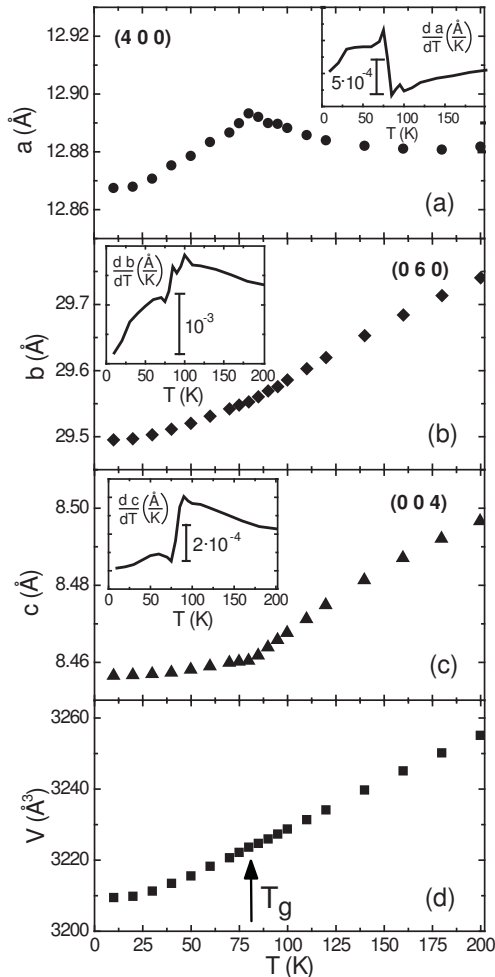 12.92
12.90
12.88
12.86
a (Å)
(4 0 0)
d a
dT
(Å
K)
5·10-4
0 50 100 150
T (K)
(a)
29.7
29.6
29.5
b (Å)
d b
dT
(Å
K)
10-3
0 50 100 150 200
T (K)
(0 6 0)
(b)
8.50
8.48
8.46
c (Å)
d c
dT
(Å
K)
2·10-4
0 50 100 150 200
T (K)
(0 0 4)
(c)
3260
3240
3220
3200
V (Å3)
Tg
(d)
0 25 50 75 100 125 150 175 200
T (K)